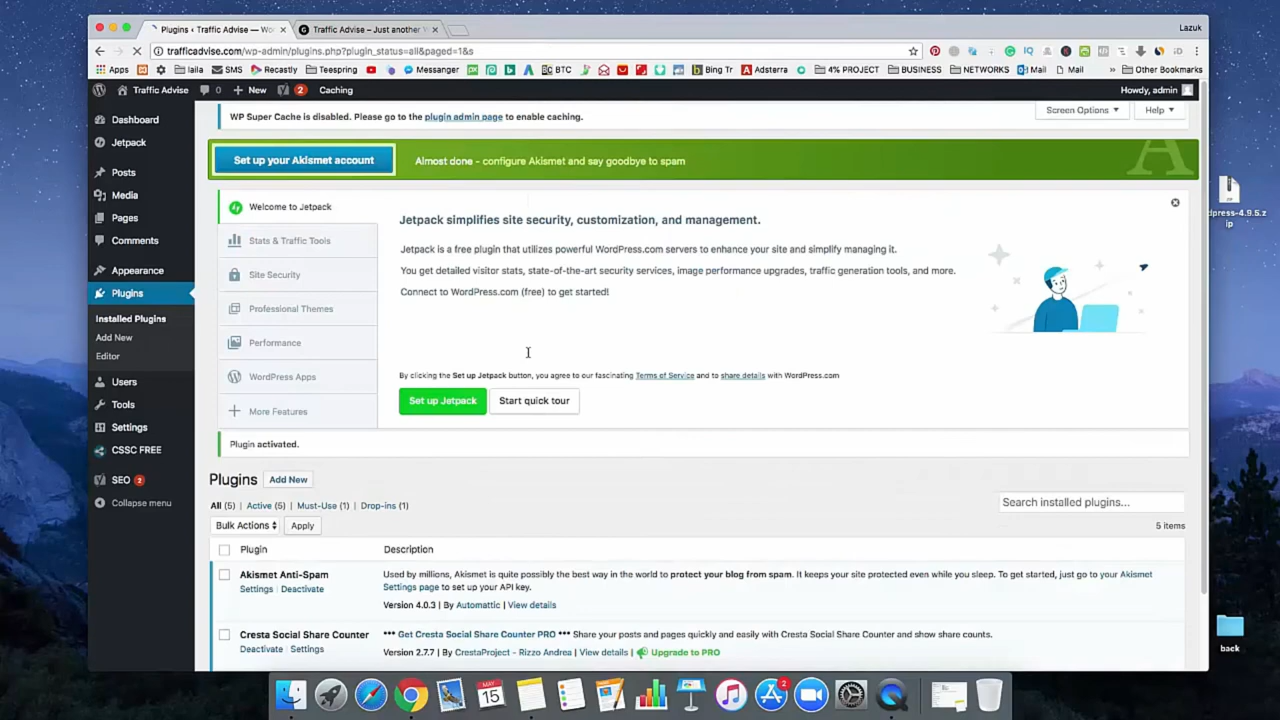 Plugins ‹ Traffic Advise — Wo
Traffic Advise – Just another W
Lazuk
trafficadvise.com/wp-admin/plugins.php?plugin_status=all&paged=1&s
Apps
laila
SMS
Recastly
Teespring
Messanger
BTC
Bing Tr
Adsterra
4% PROJECT
BUSINESS
NETWORKS
Mail
Mail
»
Other Bookmarks
Traffic Advise
0
New
2
Caching
Howdy, admin
Dashboard
Jetpack
Posts
Media
Pages
Comments
Appearance
Plugins
Installed Plugins
Add New
Editor
Users
Tools
Settings
CSSC FREE
SEO 2
Collapse menu
WP Super Cache is disabled. Please go to the plugin admin page to enable caching.
Screen Options
Help
Set up your Akismet account
Almost done - configure Akismet and say goodbye to spam
A
Welcome to Jetpack
Stats & Traffic Tools
Site Security
Professional Themes
Performance
WordPress Apps
More Features
Jetpack simplifies site security, customization, and management.
Jetpack is a free plugin that utilizes powerful WordPress.com servers to enhance your site and simplify managing it.
You get detailed visitor stats, state-of-the-art security services, image performance upgrades, traffic generation tools, and more.
Connect to WordPress.com (free) to get started!
By clicking the Set up Jetpack button, you agree to our fascinating Terms of Service and to share details with WordPress.com
Set up Jetpack
Start quick tour
Plugin activated.
Plugins
Add New
All (5) | Active (5) | Must-Use (1) | Drop-ins (1)
Search installed plugins...
Bulk Actions
Apply
5 items
Plugin
Description
Akismet Anti-Spam
Settings | Deactivate
Used by millions, Akismet is quite possibly the best way in the world to protect your blog from spam. It keeps your site protected even while you sleep. To get started, just go to your Akismet
Settings page to set up your API key.
Version 4.0.3 | By Automattic | View details
Cresta Social Share Counter
Deactivate | Settings
*** Get Cresta Social Share Counter PRO *** Share your posts and pages quickly and easily with Cresta Social Share Counter and show share counts.
Version 2.7.7 | By CrestaProject - Rizzo Andrea | View details | Upgrade to PRO
ZIP
dpress-4.9.5.z
ip
back
MAY
15
2